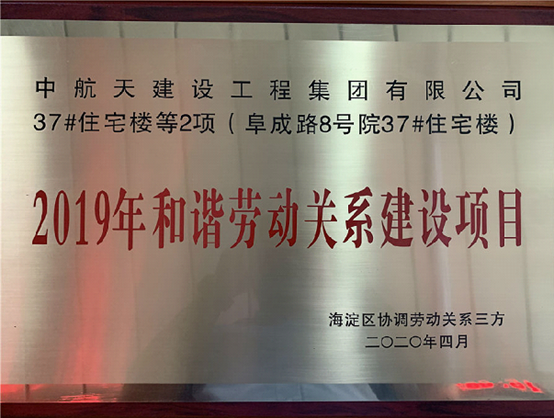 中航天建设工程集团有限公司
37#住宅楼等2项（阜成路8号院37#住宅楼）
2019年和谐劳动关系建设项目
海淀区协调劳动关系三方
二〇二〇年四月